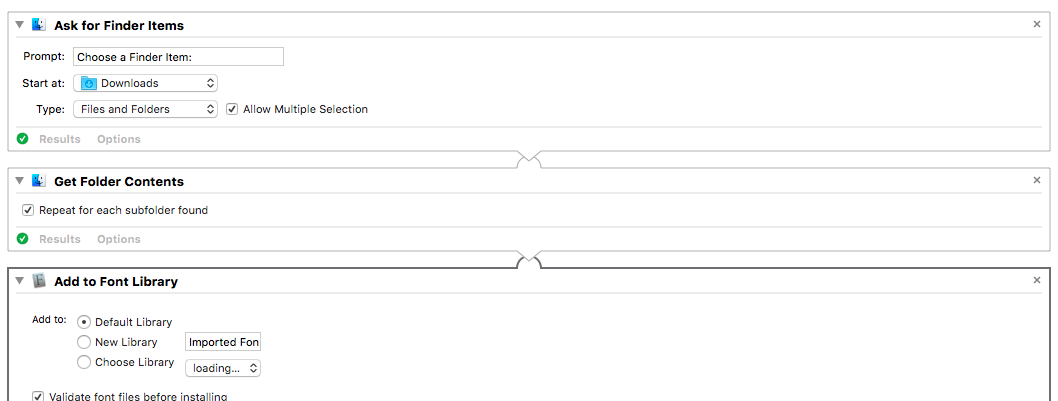 Ask for Finder Items
Prompt: Choose a Finder Item:
Start at: Downloads
Type: Files and Folders Allow Multiple Selection
Results Options
Get Folder Contents
Repeat for each subfolder found
Results Options
Add to Font Library
Add to: Default Library
New Library Imported Fon
Choose Library loading...
Validate font files before installing